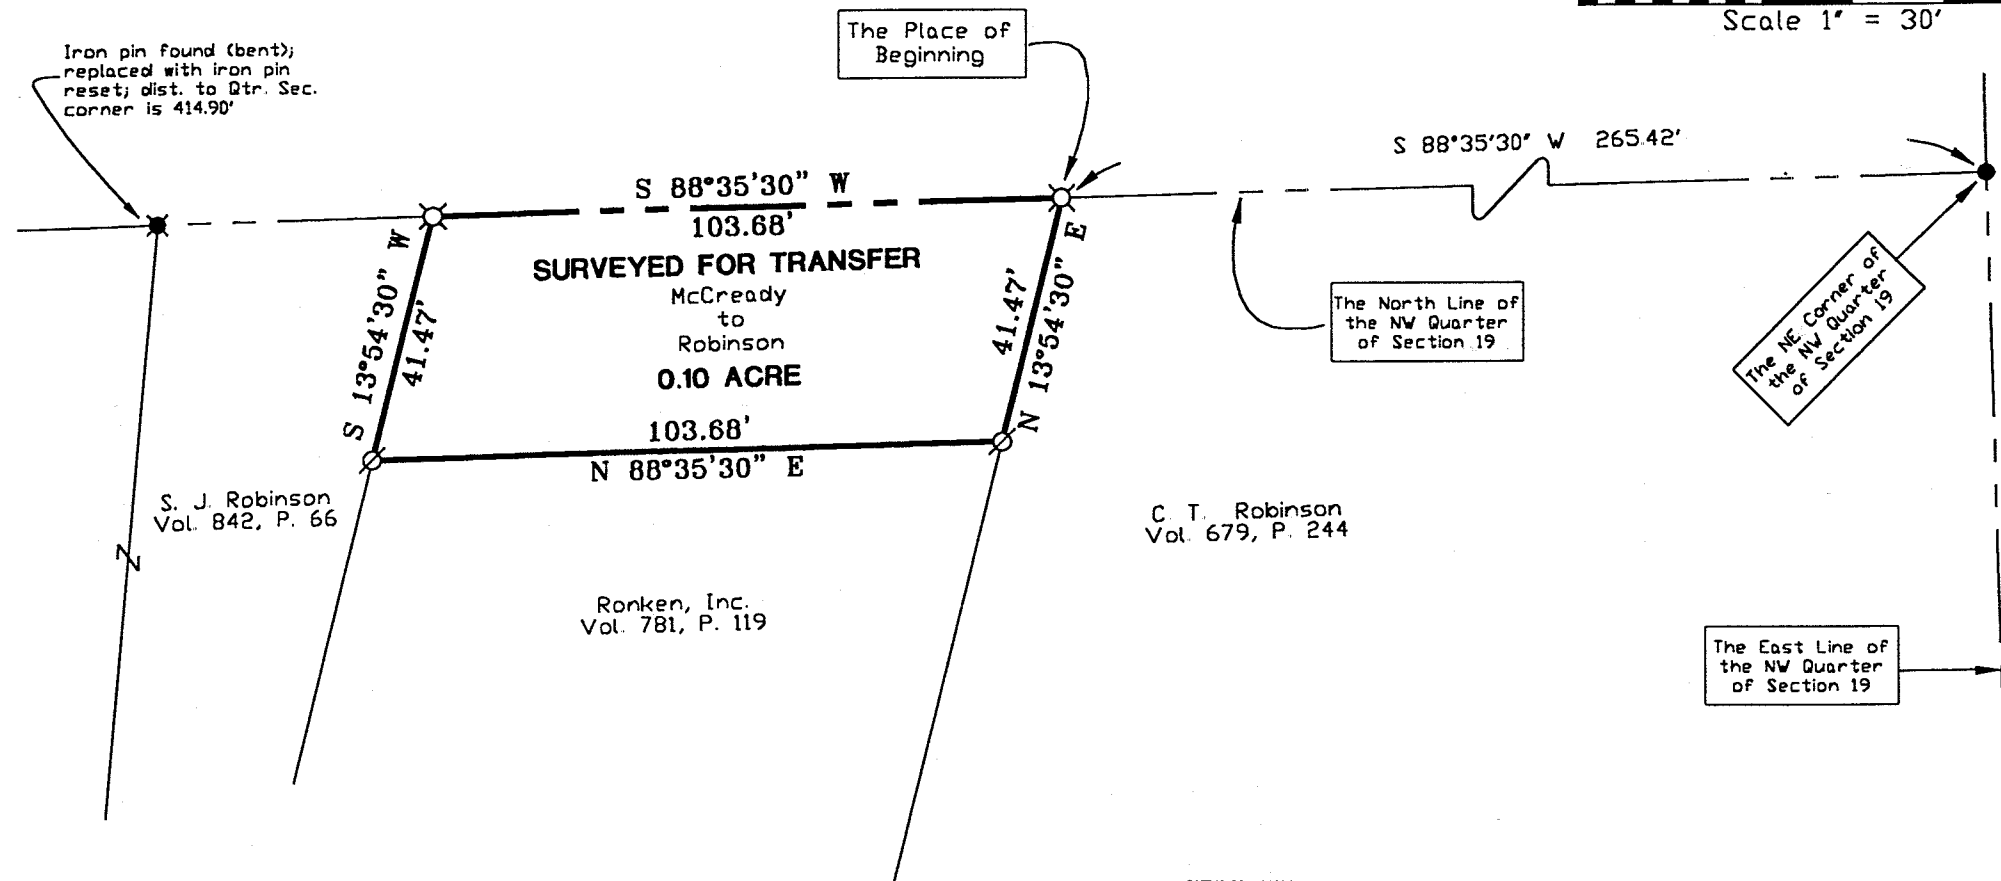 Scale 1" = 30'
The Place of
Beginning
Iron pin found (bent);
replaced with iron pin
reset; dist. to Qtr. Sec.
corner is 414.90'
S 88°35'30" W 265.42'
S 88°35'30" W
103.68'
SURVEYED FOR TRANSFER
McCready
to
Robinson
0.10 ACRE
S 13°54'30" W
41.47'
41.47'
N 13°54'30" E
103.68'
N 88°35'30" E
The North Line of
the NW Quarter
of Section 19
The NE. Corner of
the NW Quarter
of Section 19
S. J. Robinson
Vol. 842, P. 66
C. T. Robinson
Vol. 679, P. 244
Z
Ronken, Inc.
Vol. 781, P. 119
The East Line of
the NW Quarter
of Section 19